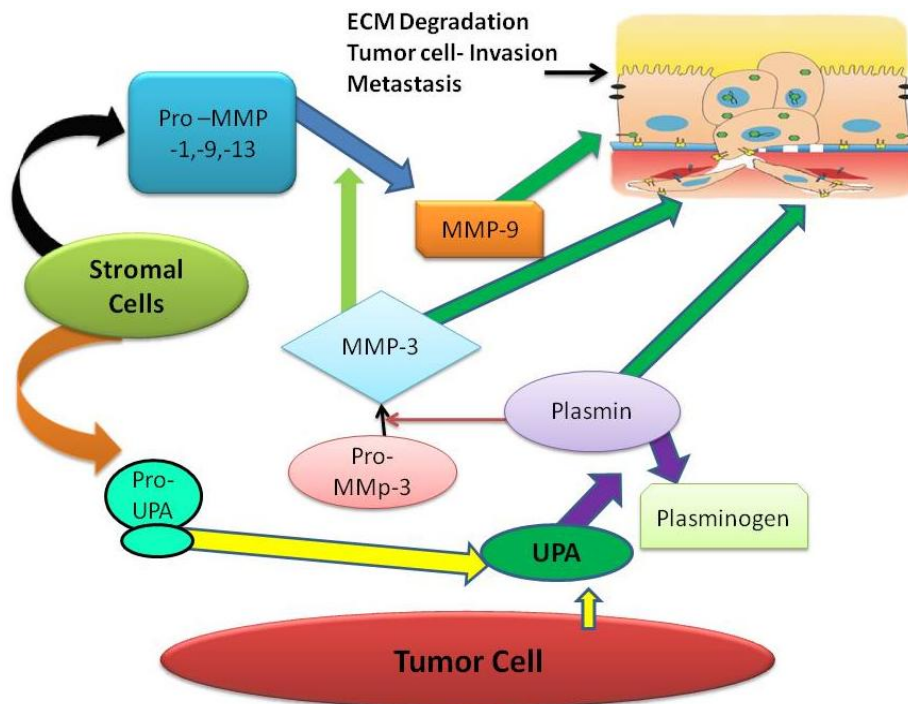 ECM Degradation
Tumor cell- Invasion
Metastasis
Pro –MMP
-1,-9,-13
MMP-9
Stromal
Cells
MMP-3
Plasmin
Pro-
MMp-3
Pro-
UPA
Plasminogen
UPA
Tumor Cell